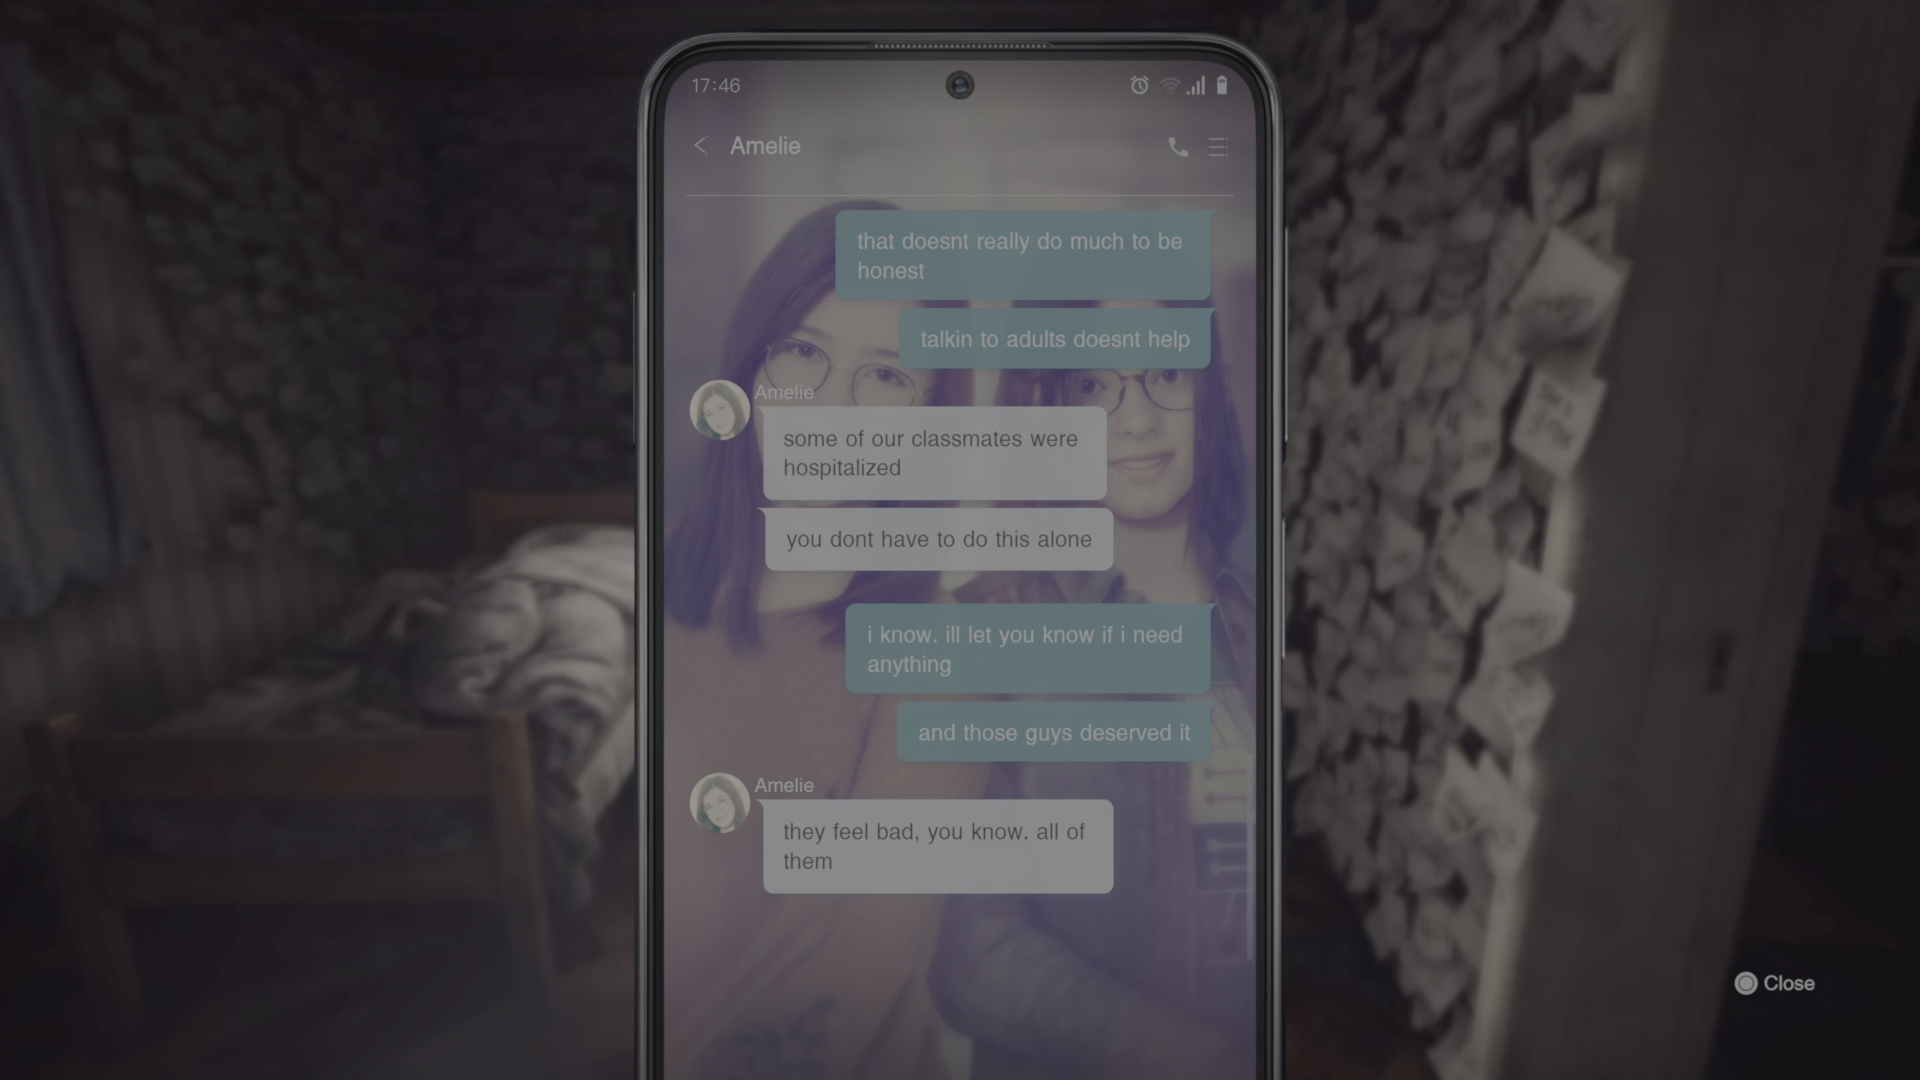 17:46
Amelie
that doesnt really do much to be
honest
talkin to adults doesnt help
Amelie
some of our classmates were
hospitalized
you dont have to do this alone
i know. ill let you know if i need
anything
and those guys deserved it
Amelie
they feel bad, you know. all of
them
Close